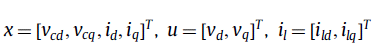 x = [v_{cd}, v_{cq}, i_d, i_q]^T, u = [v_d, v_q]^T, i_l = [i_{ld}, i_{lq}]^T